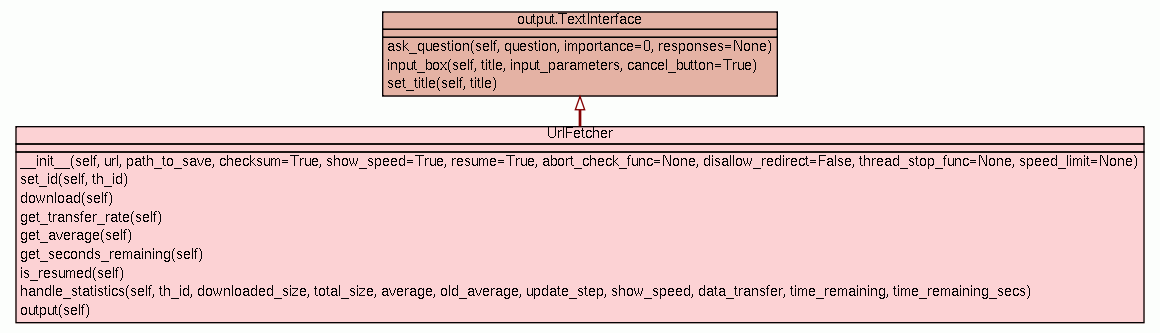 output.TextInterface
ask_question(self, question, importance=0, responses=None)
input_box(self, title, input_parameters, cancel_button=True)
set_title(self, title)
UrlFetcher
__init__(self, url, path_to_save, checksum=True, show_speed=True, resume=True, abort_check_func=None, disallow_redirect=False, thread_stop_func=None, speed_limit=None)
set_id(self, th_id)
download(self)
get_transfer_rate(self)
get_average(self)
get_seconds_remaining(self)
is_resumed(self)
handle_statistics(self, th_id, downloaded_size, total_size, average, old_average, update_step, show_speed, data_transfer, time_remaining, time_remaining_secs)
output(self)